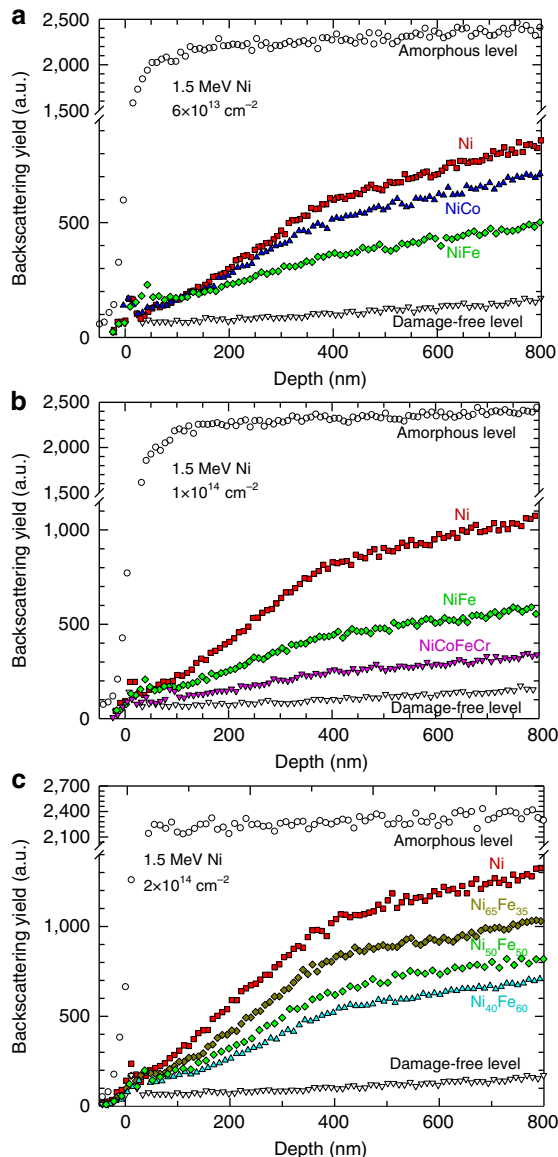 a
2,500
2,000
1,500
500
0
Backscattering yield (a.u.)
1.5 MeV Ni
6×10¹³ cm⁻²
Amorphous level
Ni
NiCo
NiFe
Damage-free level
0 200 400 600 800
Depth (nm)
b
2,500
2,000
1,500
1,000
500
0
Backscattering yield (a.u.)
1.5 MeV Ni
1×10¹⁴ cm⁻²
Amorphous level
Ni
NiFe
NiCoFeCr
Damage-free level
0 200 400 600 800
Depth (nm)
c
2,700
2,400
2,100
1,000
500
0
Backscattering yield (a.u.)
1.5 MeV Ni
2×10¹⁴ cm⁻²
Amorphous level
Ni
Ni₆₅Fe₃₅
Ni₅₀Fe₅₀
Ni₄₀Fe₆₀
Damage-free level
0 200 400 600 800
Depth (nm)